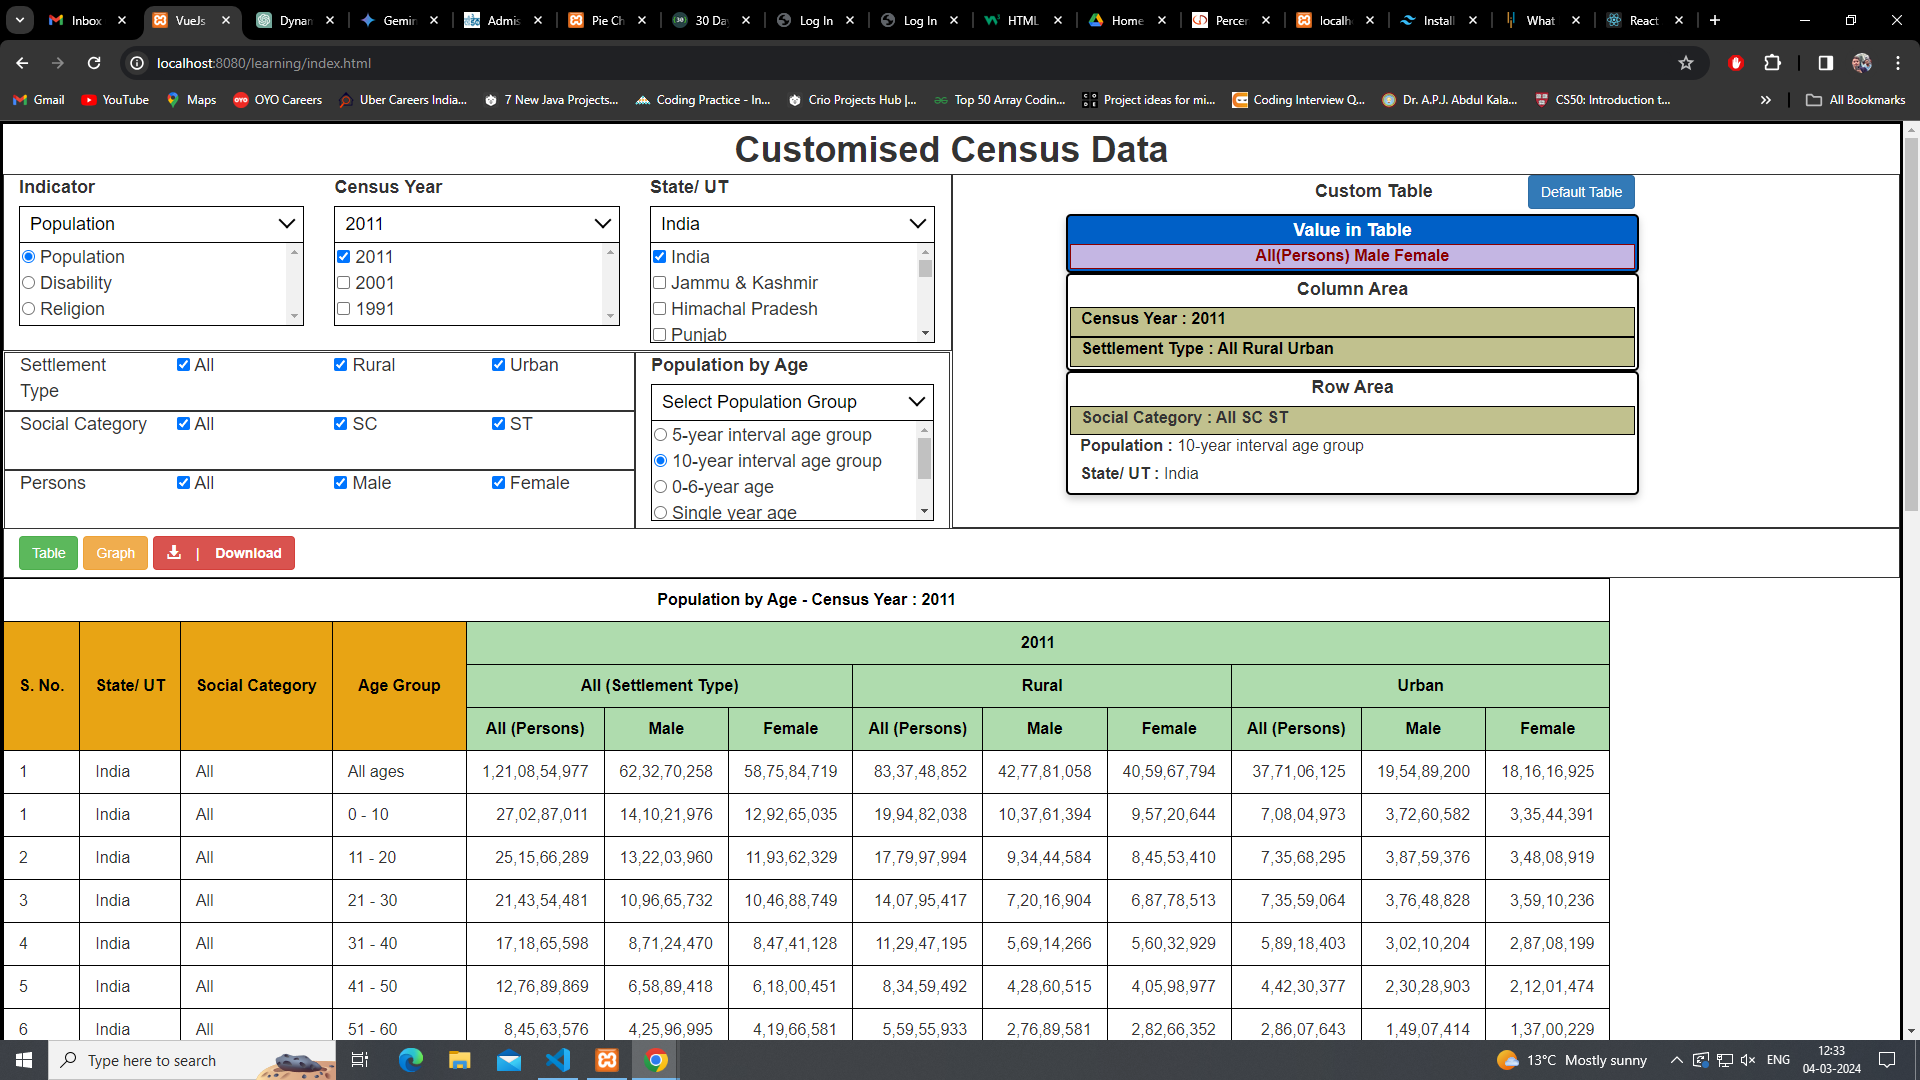 Inbox VueJs Dynan Gemin Admis Pie Ch 30 Da Log In Log In HTML Home Percer localh Install What React
localhost:8080/learning/index.html
Gmail YouTube Maps OYO Careers Uber Careers India... 7 New Java Projects... Coding Practice - In... Crio Projects Hub |... Top 50 Array Codin... Project ideas for mi... Coding Interview Q... Dr. A.P.J. Abdul Kala... CS50: Introduction t... » All Bookmarks
Customised Census Data
Indicator Census Year State/ UT
Population 2011 India
Population 2011 India
Disability 2001 Jammu & Kashmir
Religion 1991 Himachal Pradesh
Punjab
Settlement Type All Rural Urban
Social Category All SC ST
Persons All Male Female
Population by Age
Select Population Group
5-year interval age group
10-year interval age group
0-6-year age
Single year age
Custom Table Default Table
Value in Table
All(Persons) Male Female
Column Area
Census Year : 2011
Settlement Type : All Rural Urban
Row Area
Social Category : All SC ST
Population : 10-year interval age group
State/ UT : India
Table Graph | Download
Population by Age - Census Year : 2011
S. No. State/ UT Social Category Age Group 2011
All (Settlement Type) Rural Urban
All (Persons) Male Female All (Persons) Male Female All (Persons) Male Female
1 India All All ages 1,21,08,54,977 62,32,70,258 58,75,84,719 83,37,48,852 42,77,81,058 40,59,67,794 37,71,06,125 19,54,89,200 18,16,16,925
1 India All 0 - 10 27,02,87,011 14,10,21,976 12,92,65,035 19,94,82,038 10,37,61,394 9,57,20,644 7,08,04,973 3,72,60,582 3,35,44,391
2 India All 11 - 20 25,15,66,289 13,22,03,960 11,93,62,329 17,79,97,994 9,34,44,584 8,45,53,410 7,35,68,295 3,87,59,376 3,48,08,919
3 India All 21 - 30 21,43,54,481 10,96,65,732 10,46,88,749 14,07,95,417 7,20,16,904 6,87,78,513 7,35,59,064 3,76,48,828 3,59,10,236
4 India All 31 - 40 17,18,65,598 8,71,24,470 8,47,41,128 11,29,47,195 5,69,14,266 5,60,32,929 5,89,18,403 3,02,10,204 2,87,08,199
5 India All 41 - 50 12,76,89,869 6,58,89,418 6,18,00,451 8,34,59,492 4,28,60,515 4,05,98,977 4,42,30,377 2,30,28,903 2,12,01,474
6 India All 51 - 60 8,45,63,576 4,25,96,995 4,19,66,581 5,59,55,933 2,76,89,581 2,82,66,352 2,86,07,643 1,49,07,414 1,37,00,229
Type here to search 13°C Mostly sunny ENG 12:33
04-03-2024